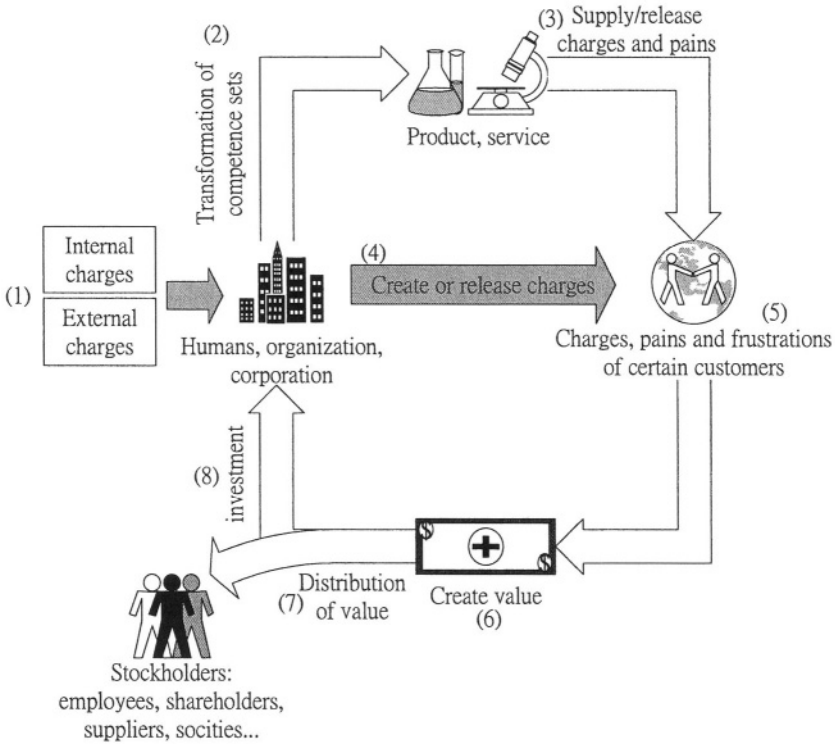 (2)
Transformation of
competence sets
(3) Supply/release
charges and pains
Product, service
(1)
Internal
charges
External
charges
Humans, organization,
corporation
(4)
Create or release charges
(5)
Charges, pains and frustrations
of certain customers
(8)
investment
(7)
Distribution
of value
$
$
Create value
(6)
Stockholders:
employees, shareholders,
suppliers, socities...